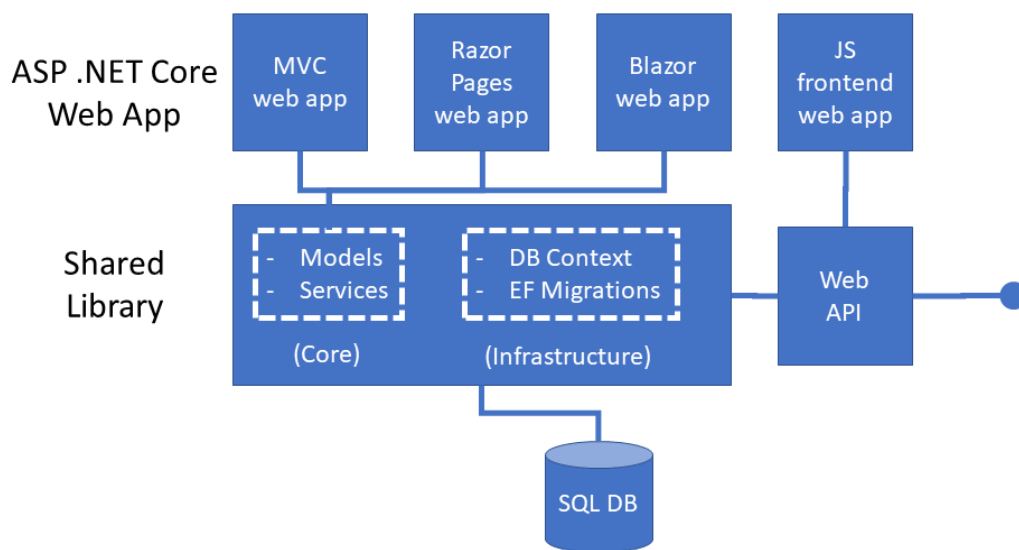 ASP .NET Core
Web App
MVC
web app
Razor
Pages
web app
Blazor
web app
JS
frontend
web app
Shared
Library
- Models
- Services
(Core)
- DB Context
- EF Migrations
(Infrastructure)
Web
API
SQL DB